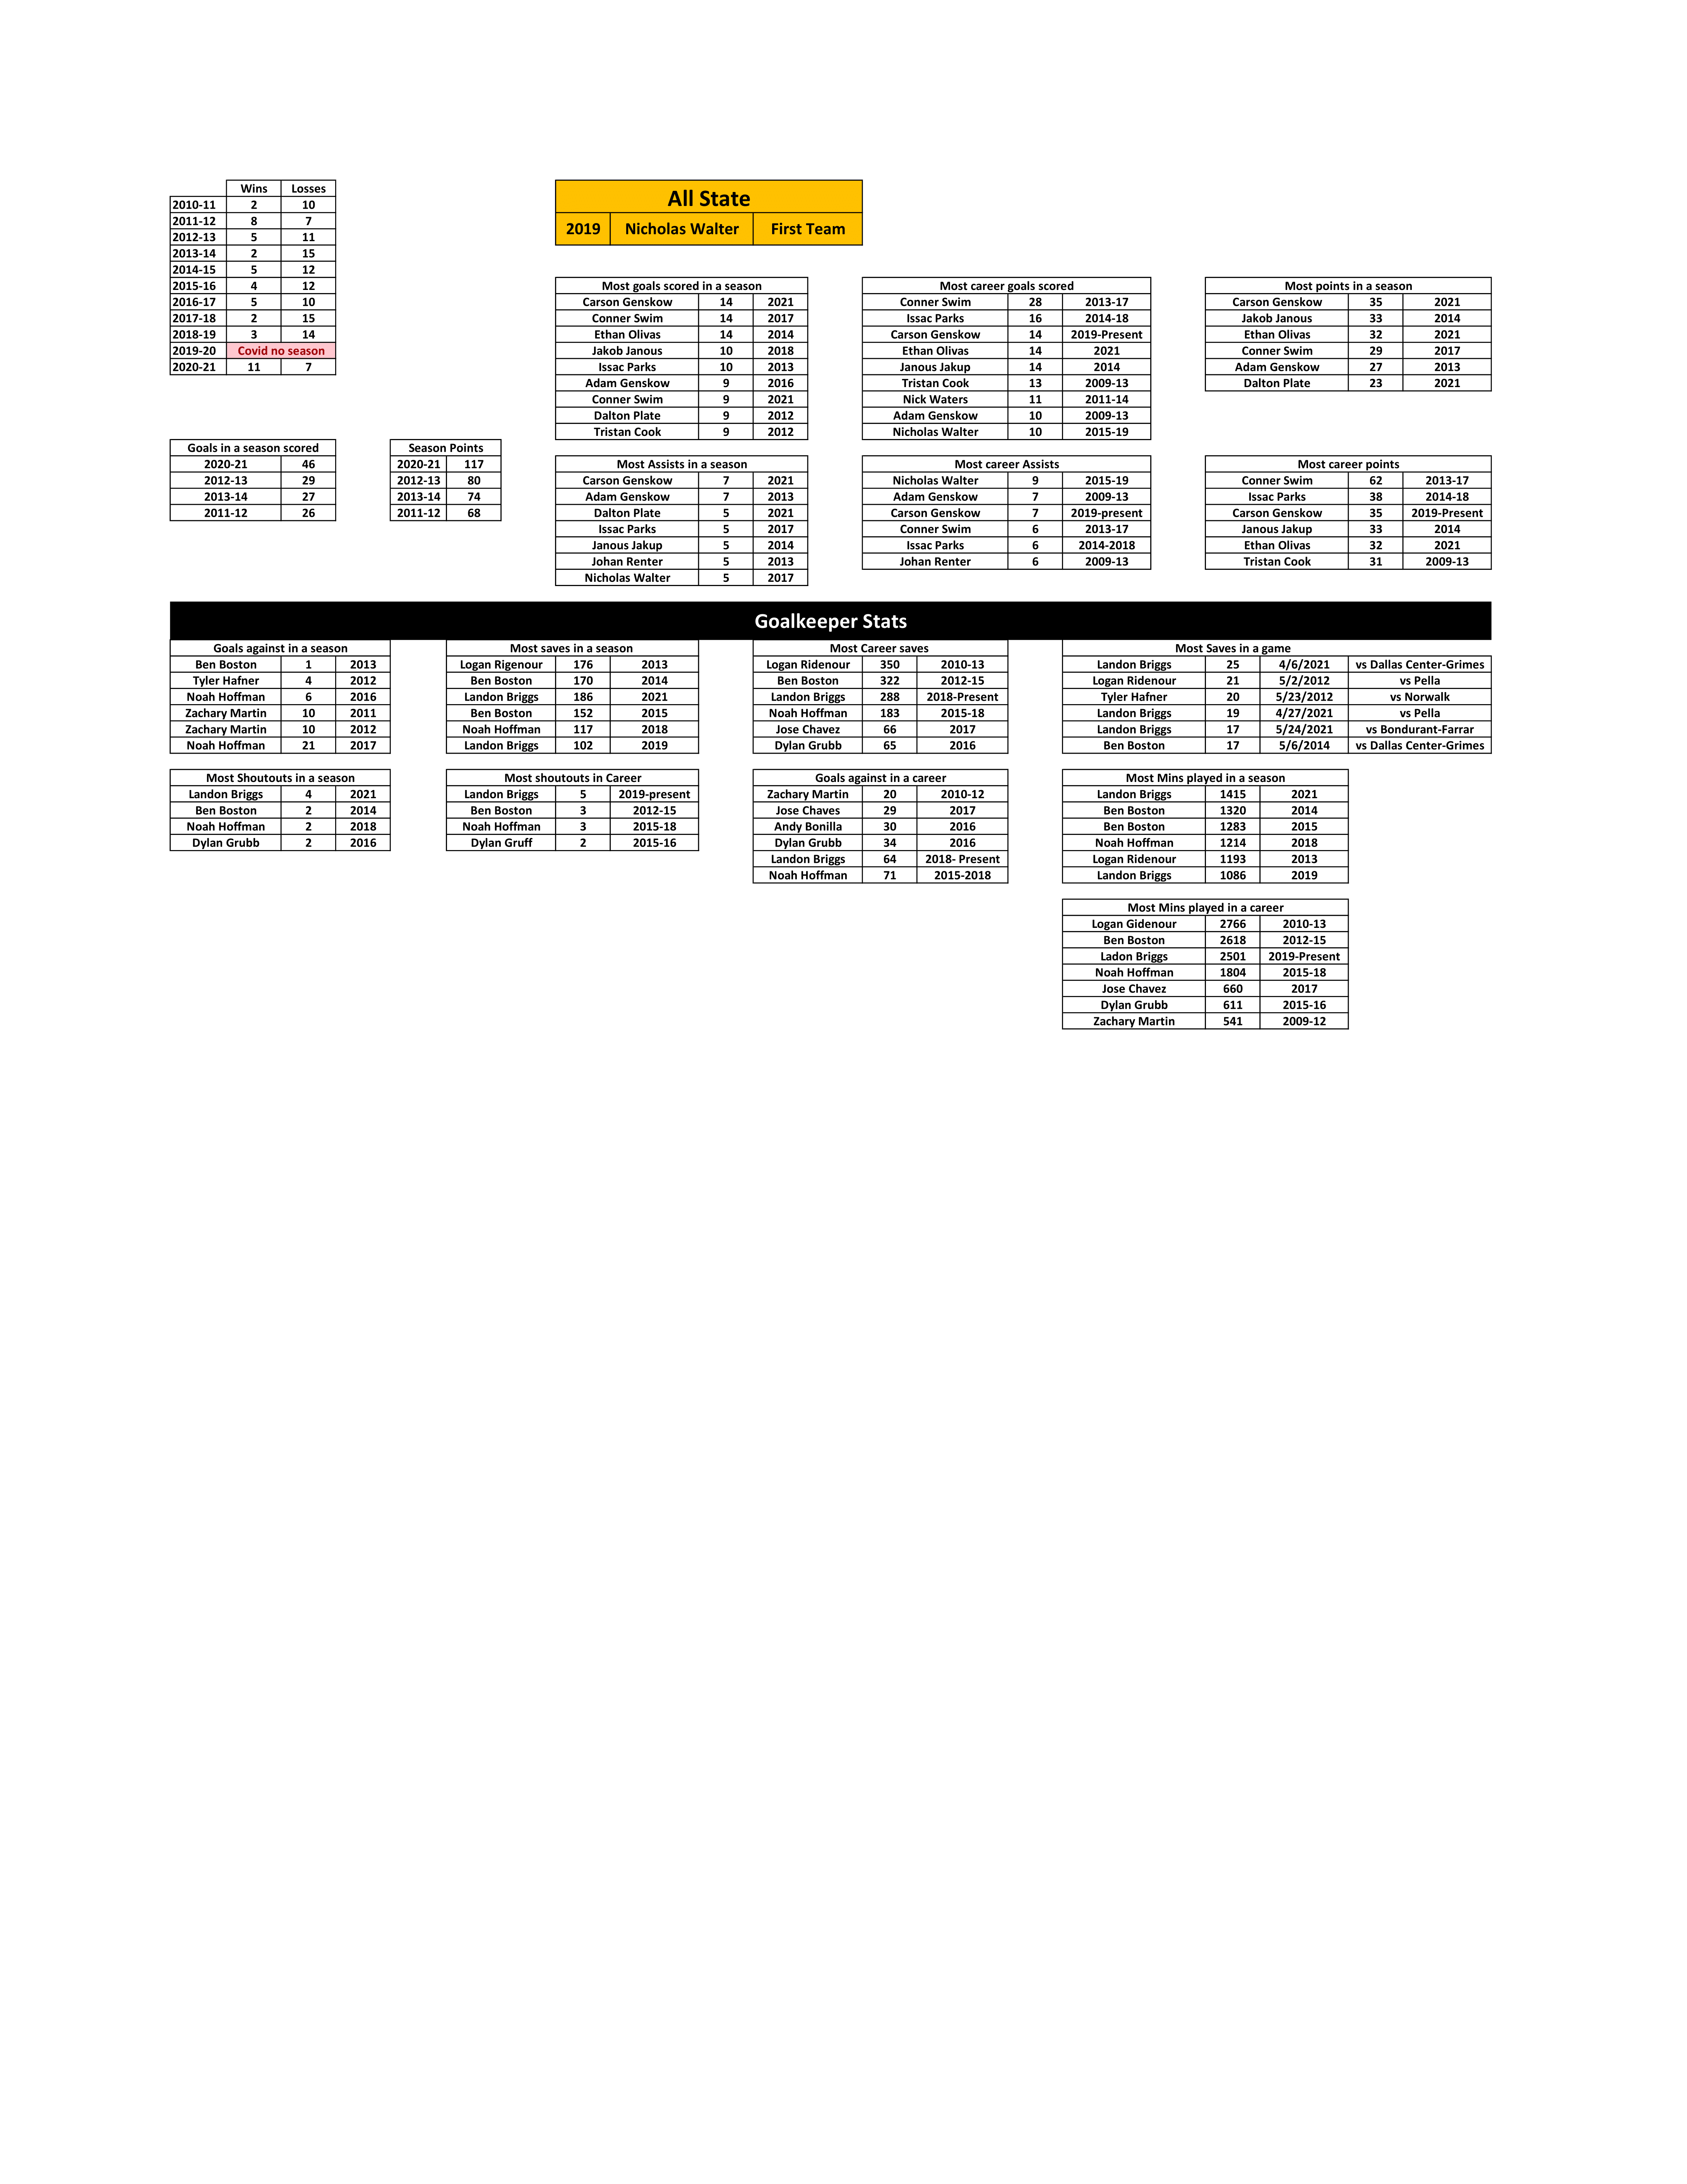 Wins Losses
2010-11 2 10
2011-12 8 7
2012-13 5 11
2013-14 2 15
2014-15 5 12
2015-16 4 12
2016-17 5 10
2017-18 2 15
2018-19 3 14
2019-20 Covid no season
2020-21 11 7
All State
2019 Nicholas Walter First Team
Most goals scored in a season
Carson Genskow 14 2021
Conner Swim 14 2017
Ethan Olivas 14 2014
Jakob Janous 10 2018
Issac Parks 10 2013
Adam Genskow 9 2016
Conner Swim 9 2021
Dalton Plate 9 2012
Tristan Cook 9 2012
Most career goals scored
Conner Swim 28 2013-17
Issac Parks 16 2014-18
Carson Genskow 14 2019-Present
Ethan Olivas 14 2021
Janous Jakup 14 2014
Tristan Cook 13 2009-13
Nick Waters 11 2011-14
Adam Genskow 10 2009-13
Nicholas Walter 10 2015-19
Most points in a season
Carson Genskow 35 2021
Jakob Janous 33 2014
Ethan Olivas 32 2021
Conner Swim 29 2017
Adam Genskow 27 2013
Dalton Plate 23 2021
Goals in a season scored
2020-21 46
2012-13 29
2013-14 27
2011-12 26
Season Points
2020-21 117
2012-13 80
2013-14 74
2011-12 68
Most Assists in a season
Carson Genskow 7 2021
Adam Genskow 7 2013
Dalton Plate 5 2021
Issac Parks 5 2017
Janous Jakup 5 2014
Johan Renter 5 2013
Nicholas Walter 5 2017
Most career Assists
Nicholas Walter 9 2015-19
Adam Genskow 7 2009-13
Carson Genskow 7 2019-present
Conner Swim 6 2013-17
Issac Parks 6 2014-2018
Johan Renter 6 2009-13
Most career points
Conner Swim 62 2013-17
Issac Parks 38 2014-18
Carson Genskow 35 2019-Present
Janous Jakup 33 2014
Ethan Olivas 32 2021
Tristan Cook 31 2009-13
Goalkeeper Stats
Goals against in a season
Ben Boston 1 2013
Tyler Hafner 4 2012
Noah Hoffman 6 2016
Zachary Martin 10 2011
Zachary Martin 10 2012
Noah Hoffman 21 2017
Most saves in a season
Logan Rigenour 176 2013
Ben Boston 170 2014
Landon Briggs 186 2021
Ben Boston 152 2015
Noah Hoffman 117 2018
Landon Briggs 102 2019
Most Career saves
Logan Ridenour 350 2010-13
Ben Boston 322 2012-15
Landon Briggs 288 2018-Present
Noah Hoffman 183 2015-18
Jose Chavez 66 2017
Dylan Grubb 65 2016
Most Saves in a game
Landon Briggs 25 4/6/2021 vs Dallas Center-Grimes
Logan Ridenour 21 5/2/2012 vs Pella
Tyler Hafner 20 5/23/2012 vs Norwalk
Landon Briggs 19 4/27/2021 vs Pella
Landon Briggs 17 5/24/2021 vs Bondurant-Farrar
Ben Boston 17 5/6/2014 vs Dallas Center-Grimes
Most Shoutouts in a season
Landon Briggs 4 2021
Ben Boston 2 2014
Noah Hoffman 2 2018
Dylan Grubb 2 2016
Most shoutouts in Career
Landon Briggs 5 2019-present
Ben Boston 3 2012-15
Noah Hoffman 3 2015-18
Dylan Gruff 2 2015-16
Goals against in a career
Zachary Martin 20 2010-12
Jose Chaves 29 2017
Andy Bonilla 30 2016
Dylan Grubb 34 2016
Landon Briggs 64 2018- Present
Noah Hoffman 71 2015-2018
Most Mins played in a season
Landon Briggs 1415 2021
Ben Boston 1320 2014
Ben Boston 1283 2015
Noah Hoffman 1214 2018
Logan Ridenour 1193 2013
Landon Briggs 1086 2019
Most Mins played in a career
Logan Gidenour 2766 2010-13
Ben Boston 2618 2012-15
Ladon Briggs 2501 2019-Present
Noah Hoffman 1804 2015-18
Jose Chavez 660 2017
Dylan Grubb 611 2015-16
Zachary Martin 541 2009-12